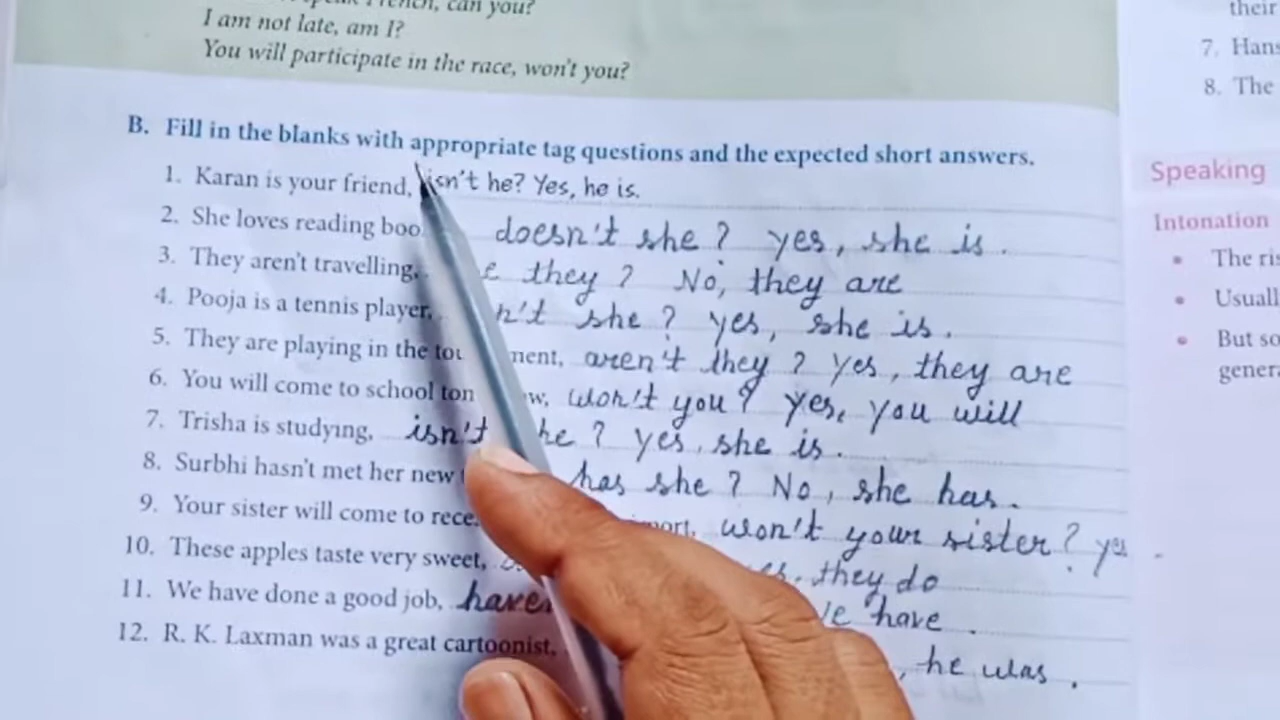 French, can you?
I am not late, am I?
You will participate in the race, won't you?
B. Fill in the blanks with appropriate tag questions and the expected short answers.
1. Karan is your friend, isn't he? Yes, he is.
2. She loves reading doesn't she? yes, she is.
3. They aren't travelling, they? No, they are
4. Pooja is a tennis player, she? yes, she is.
5. They are playing in the aren't they? yes, they are
6. You will come to school won't you? yes, you will
7. Trisha is studying, isn't he? yes, she is.
8. Surbhi hasn't met her new has she? No, she has.
9. Your sister will come to won't your sister? yes
10. These apples taste very sweet, they do
11. We have done a good job, have
12. R. K. Laxman was a great cartoonist, he was.
their
7. Hans
8. The
Speaking
Intonation
• The
• Usuall
• But so
genera